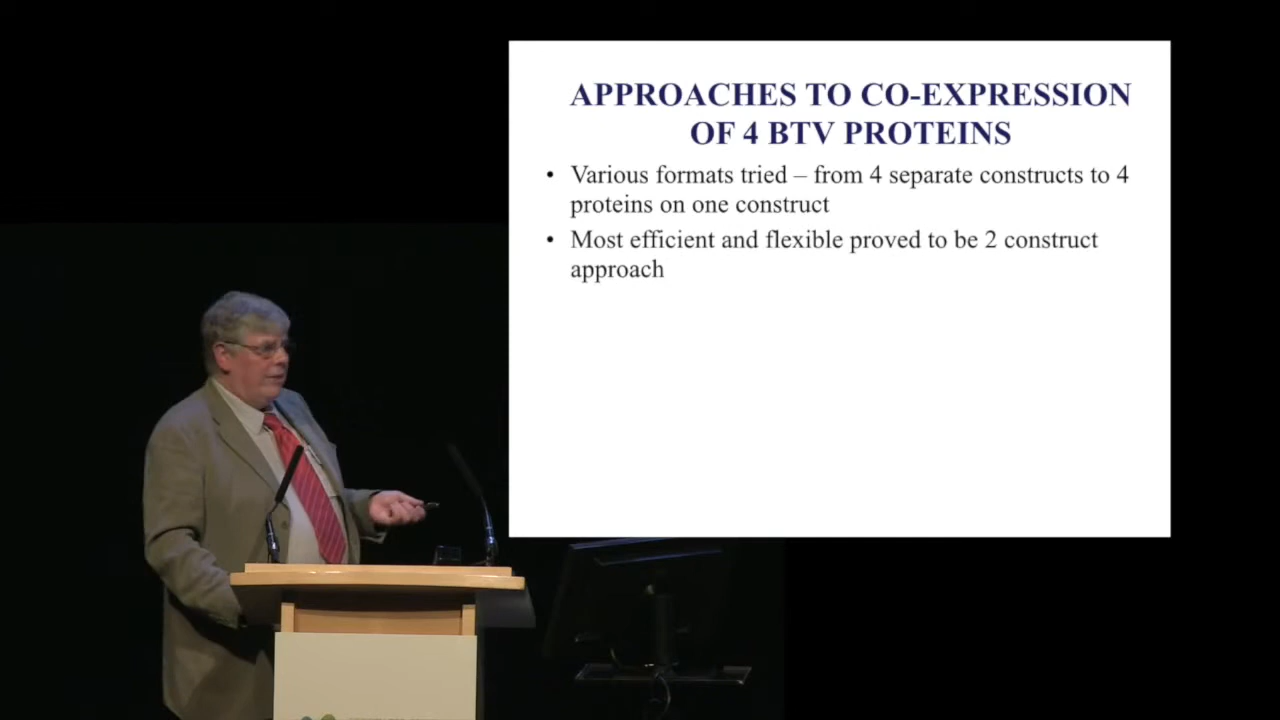 APPROACHES TO CO-EXPRESSION
OF 4 BTV PROTEINS
• Various formats tried – from 4 separate constructs to 4
proteins on one construct
• Most efficient and flexible proved to be 2 construct
approach